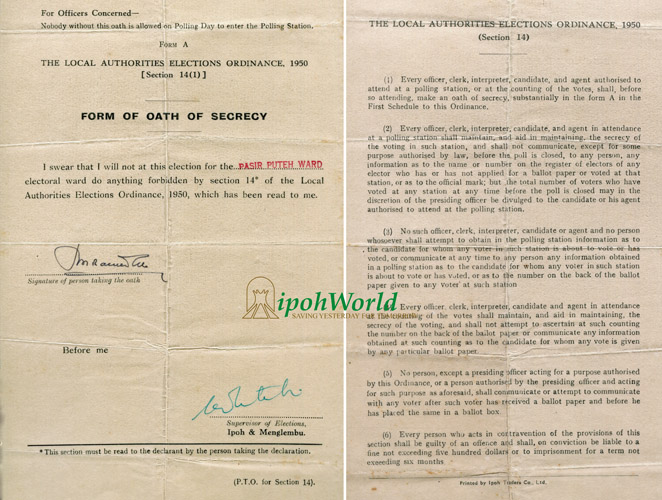 For Officers Concerned—
Nobody without this oath is allowed on Polling Day to enter the Polling Station.
FORM A
THE LOCAL AUTHORITIES ELECTIONS ORDINANCE, 1950
[Section 14(1)]
FORM OF OATH OF SECRECY
I swear that I will not at this election for the PASIR PUTEH WARD
electoral ward do anything forbidden by section 14* of the Local
Authorities Elections Ordinance, 1950, which has been read to me.
Signature of person taking the oath
Before me
Supervisor of Elections,
Ipoh & Menglembu.
*This section must be read to the declarant by the person taking the declaration.
(P.T.O. for Section 14).
ipohWorld
SAVING YESTERDAY FOR TOMORROW
THE LOCAL AUTHORITIES ELECTIONS ORDINANCE, 1950
(Section 14)
(1) Every officer, clerk, interpreter, candidate, and agent authorised to
attend at a polling station, or at the counting of the votes, shall, before
so attending, make an oath of secrecy, substantially in the form A in the
First Schedule to this Ordinance.
(2) Every officer, clerk, interpreter, candidate, and agent in attendance
at a polling station shall maintain, and aid in maintaining, the secrecy of
the voting in such station, and shall not communicate, except for some
purpose authorised by law, before the poll is closed, to any person, any
information as to the name or number on the register of electors of any
elector who has or has not applied for a ballot paper or voted at that
station, or as to the official mark; but the total number of voters who have
voted at any station at any time before the poll is closed may in the
discretion of the presiding officer be divulged to the candidate or his agent
authorised to attend at the polling station.
(3) No such officer, clerk, interpreter, candidate or agent and no person
whosoever shall attempt to obtain in the polling station information as to
the candidate for whom any voter in such station is about to vote or has
voted, or communicate at any time to any person any information obtained
in a polling station as to the candidate for whom any voter in such station
is about to vote or has voted, or as to the number on the back of the ballot
paper given to any voter at such station
(4) Every officer, clerk, interpreter, candidate and agent in attendance
at the counting of the votes shall maintain, and aid in maintaining, the
secrecy of the voting, and shall not attempt to ascertain at such counting
the number on the back of the ballot paper or communicate any information
obtained at such counting as to the candidate for whom any vote is given
by any particular ballot paper.
(5) No person, except a presiding officer acting for a purpose authorised
by this Ordinance, or a person authorised by the presiding officer and acting
for such purpose as aforesaid, shall communicate or attempt to communicate
with any voter after such voter has received a ballot paper and before he
has placed the same in a ballot box.
(6) Every person who acts in contravention of the provisions of this
section shall be guilty of an offence and shall, on conviction be liable to a
fine not exceeding five hundred dollars or to imprisonment for a term not
exceeding six months
Printed by Ipoh Traders Co., Ltd.